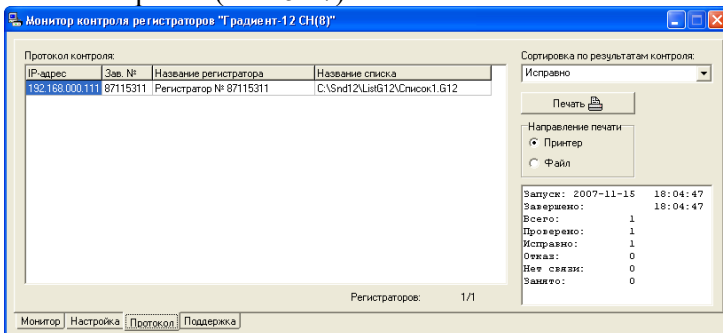 Монитор контроля регистраторов "Градиент-12 СН(8)"
Протокол контроля:
IP-адрес Зав. № Название регистратора Название списка
192.168.000.111 87115311 Регистратор № 87115311 C:\Snd12\ListG12\Список1.G12
Регистраторов: 1/1
Сортировка по результатам контроля:
Исправно
Печать
Направление печати
Принтер
Файл
Запуск: 2007-11-15 18:04:47
Завершено: 18:04:47
Всего: 1
Проверено: 1
Исправно: 1
Отказ: 0
Нет связи: 0
Занято: 0
Монитор Настройка Протокол Поддержка